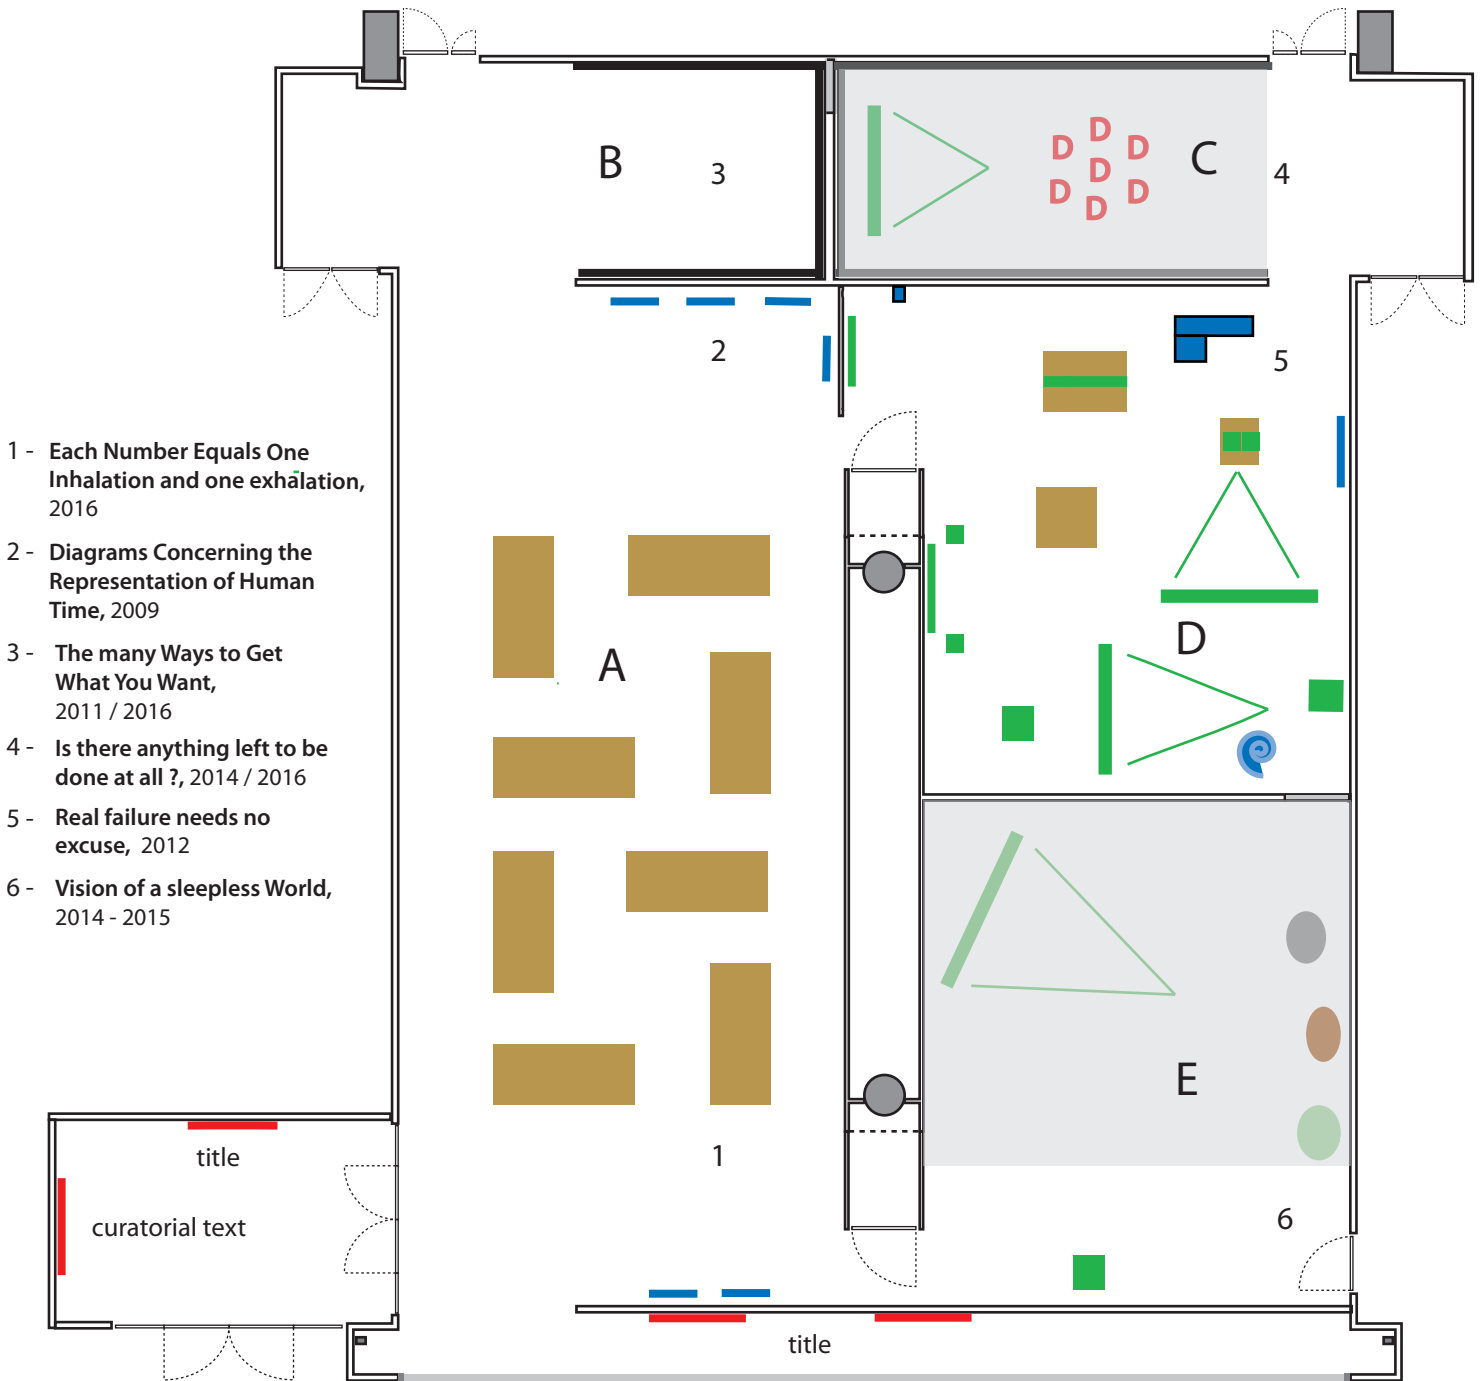 B
3
C
4
D D D
D
D D D
2
5
1 - Each Number Equals One
Inhalation and one exhalation,
2016
2 - Diagrams Concerning the
Representation of Human
Time, 2009
3 - The many Ways to Get
What You Want,
2011 / 2016
4 - Is there anything left to be
done at all ?, 2014 / 2016
5 - Real failure needs no
excuse, 2012
6 - Vision of a sleepless World,
2014 - 2015
A
D
E
1
title
curatorial text
6
title